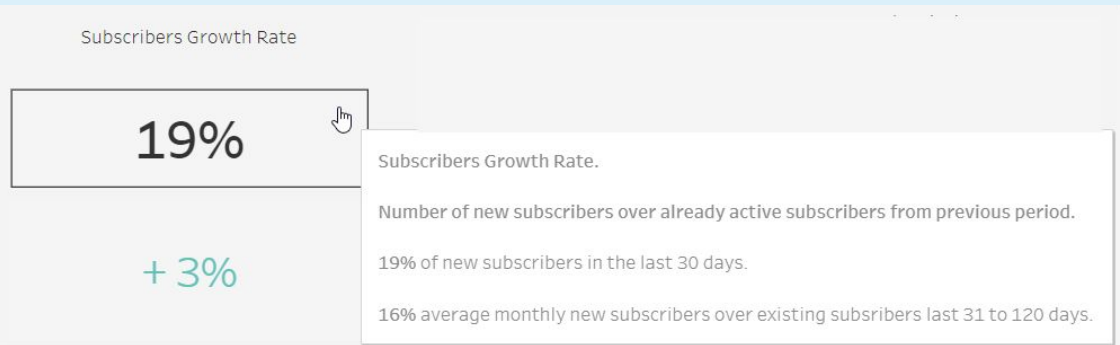 Subscribers Growth Rate
19%
+ 3%
Subscribers Growth Rate.
Number of new subscribers over already active subscribers from previous period.
19% of new subscribers in the last 30 days.
16% average monthly new subscribers over existing subsribers last 31 to 120 days.